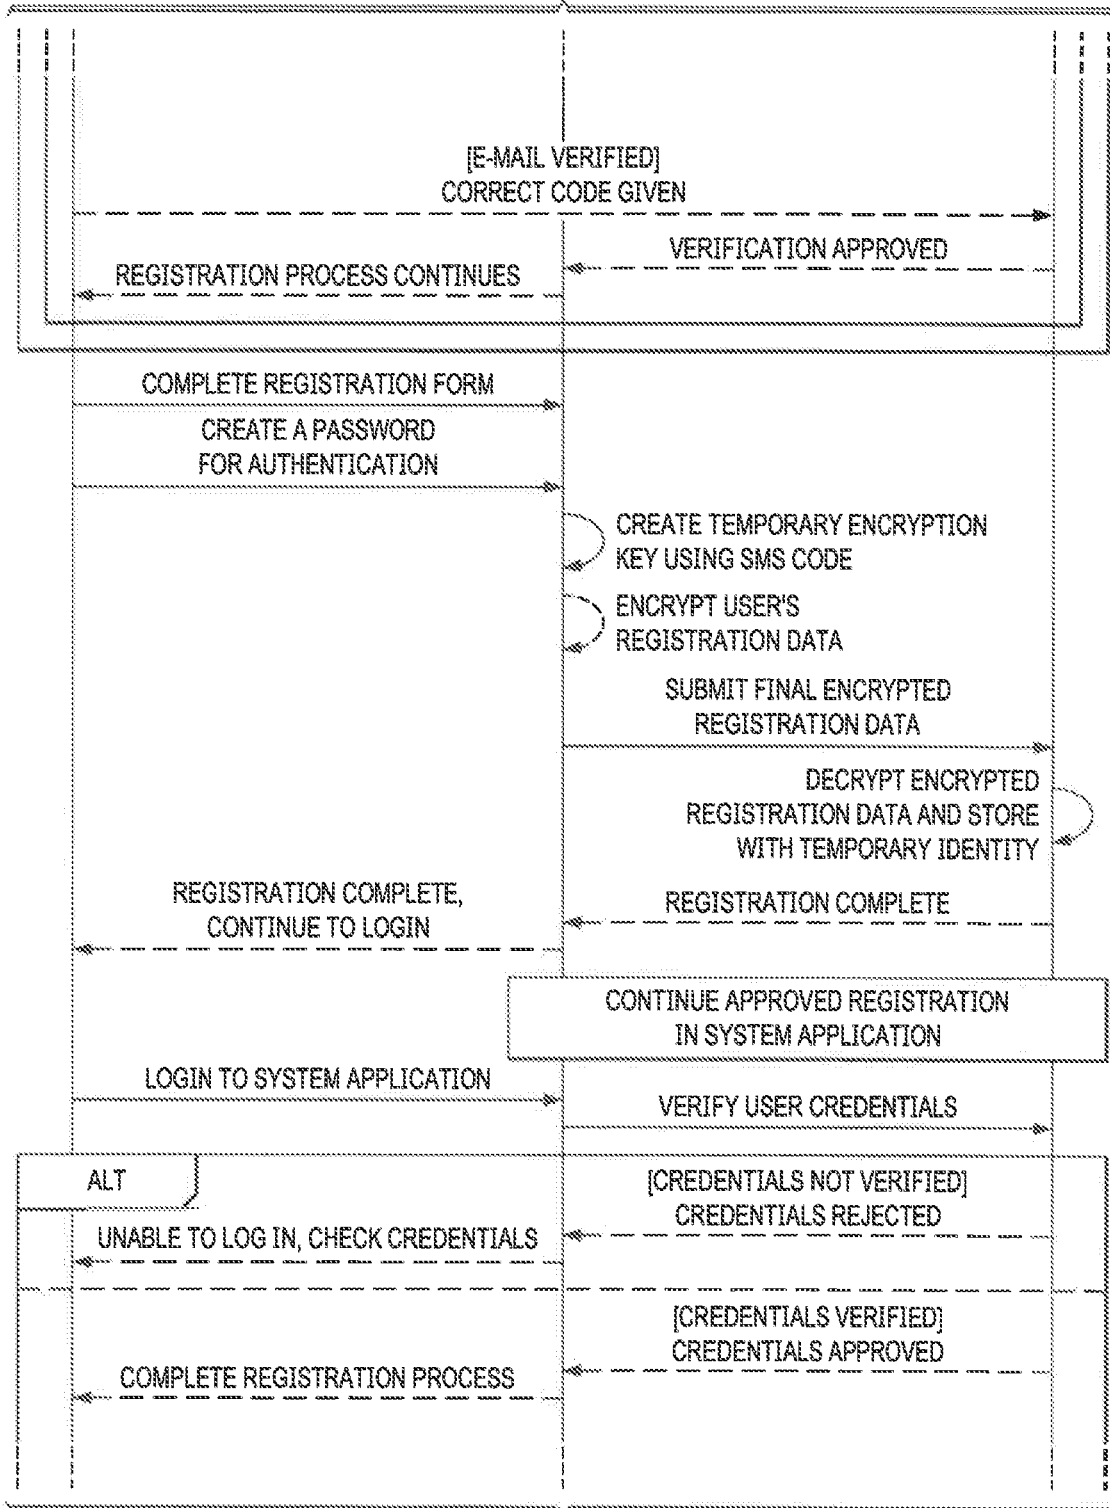 [E-MAIL VERIFIED]
CORRECT CODE GIVEN
VERIFICATION APPROVED
REGISTRATION PROCESS CONTINUES
COMPLETE REGISTRATION FORM
CREATE A PASSWORD
FOR AUTHENTICATION
CREATE TEMPORARY ENCRYPTION
KEY USING SMS CODE
ENCRYPT USER'S
REGISTRATION DATA
SUBMIT FINAL ENCRYPTED
REGISTRATION DATA
DECRYPT ENCRYPTED
REGISTRATION DATA AND STORE
WITH TEMPORARY IDENTITY
REGISTRATION COMPLETE
REGISTRATION COMPLETE,
CONTINUE TO LOGIN
CONTINUE APPROVED REGISTRATION
IN SYSTEM APPLICATION
LOGIN TO SYSTEM APPLICATION
VERIFY USER CREDENTIALS
ALT
[CREDENTIALS NOT VERIFIED]
CREDENTIALS REJECTED
UNABLE TO LOG IN, CHECK CREDENTIALS
[CREDENTIALS VERIFIED]
CREDENTIALS APPROVED
COMPLETE REGISTRATION PROCESS